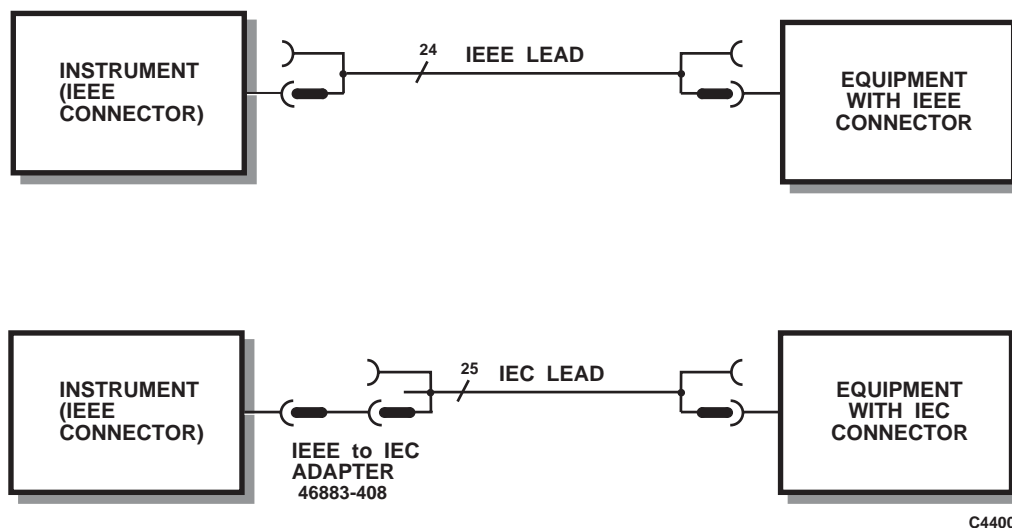 INSTRUMENT
(IEEE
CONNECTOR)
24
IEEE LEAD
EQUIPMENT
WITH IEEE
CONNECTOR
INSTRUMENT
(IEEE
CONNECTOR)
IEEE to IEC
ADAPTER
46883-408
25
IEC LEAD
EQUIPMENT
WITH IEC
CONNECTOR
C4400